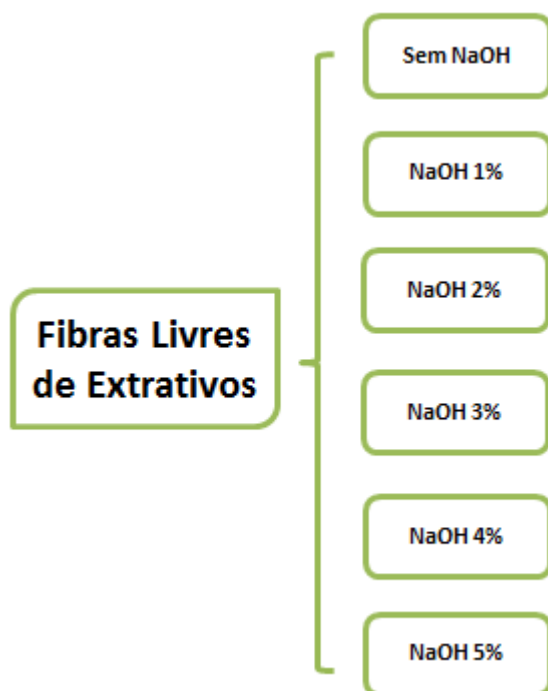 Fibras Livres
de Extrativos
Sem NaOH
NaOH 1%
NaOH 2%
NaOH 3%
NaOH 4%
NaOH 5%